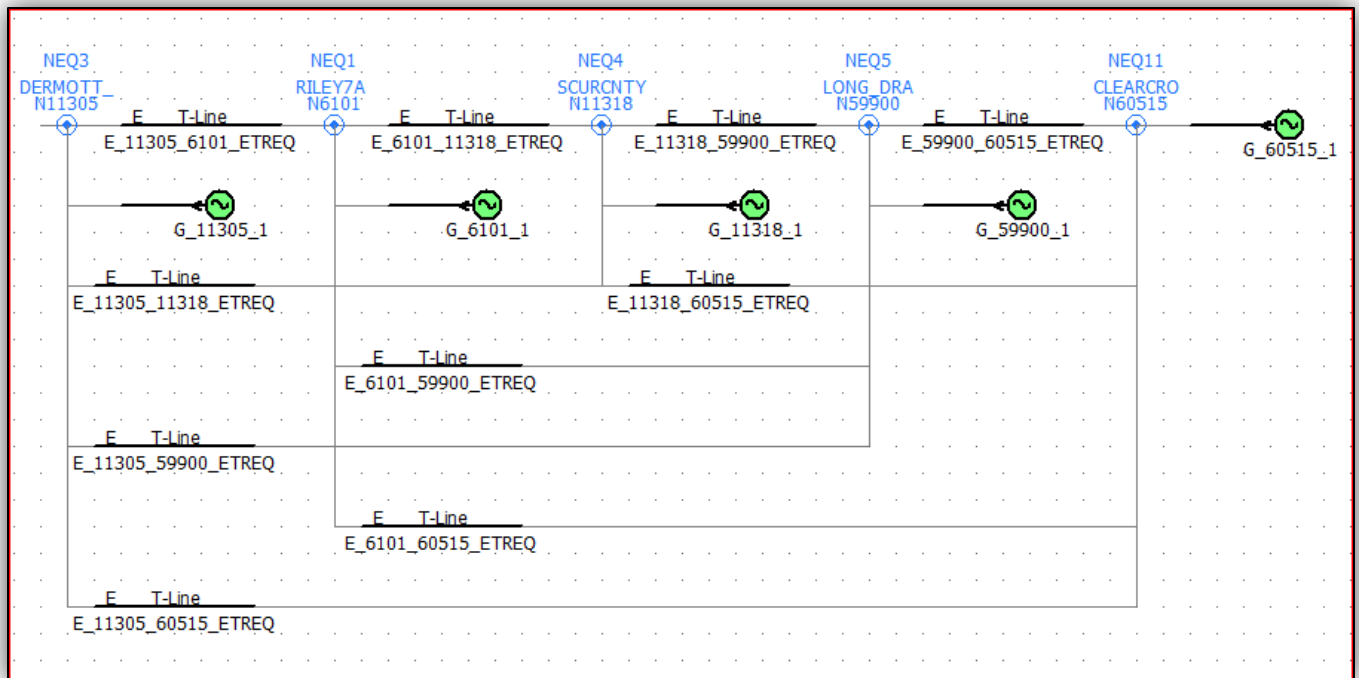 NEQ3 NEQ1 NEQ4 NEQ5 NEQ11
DERMOTT_ RILEY7A SCURCNTY LONG_DRA CLEARCRO
N11305 N6101 N11318 N59900 N60515
E T-Line E T-Line E T-Line E T-Line
E_11305_6101_ETREQ E_6101_11318_ETREQ E_11318_59900_ETREQ E_59900_60515_ETREQ G_60515_1
G_11305_1 G_6101_1 G_11318_1 G_59900_1
E T-Line E T-Line
E_11305_11318_ETREQ E_11318_60515_ETREQ
E T-Line
E_6101_59900_ETREQ
E T-Line
E_11305_59900_ETREQ
E T-Line
E_6101_60515_ETREQ
E T-Line
E_11305_60515_ETREQ